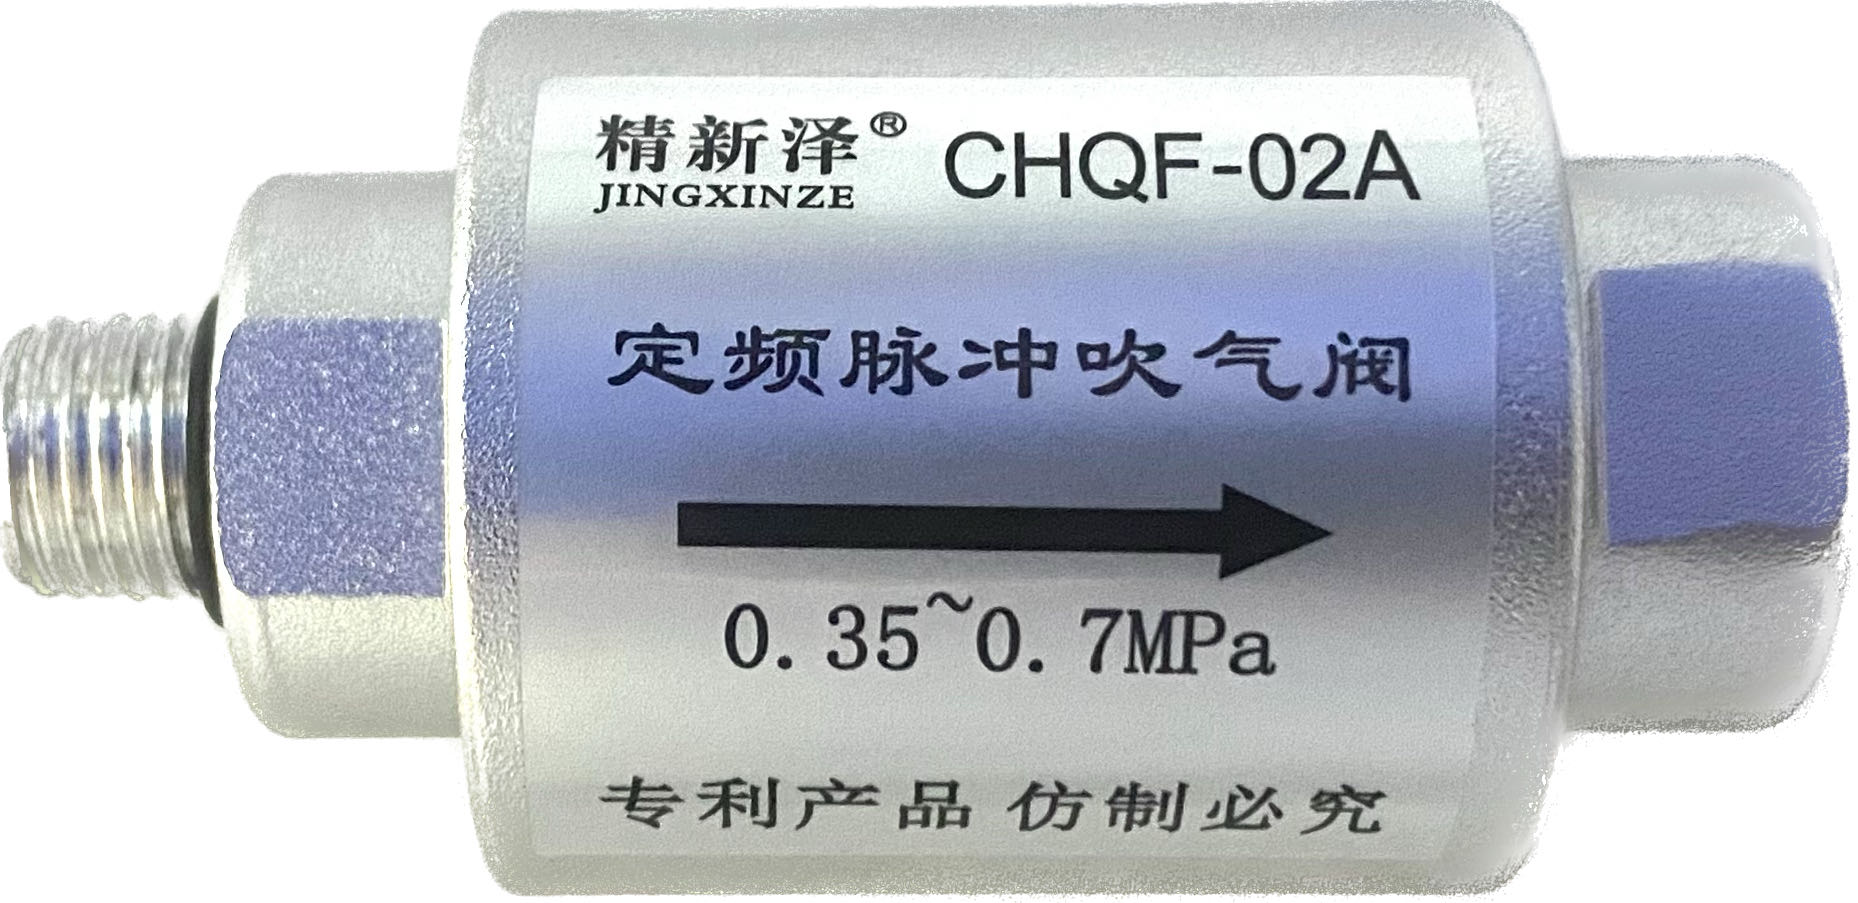 精新泽® CHQF-02A
JINGXINZE
定频脉冲吹气阀
0.35~0.7MPa
专利产品 仿制必究